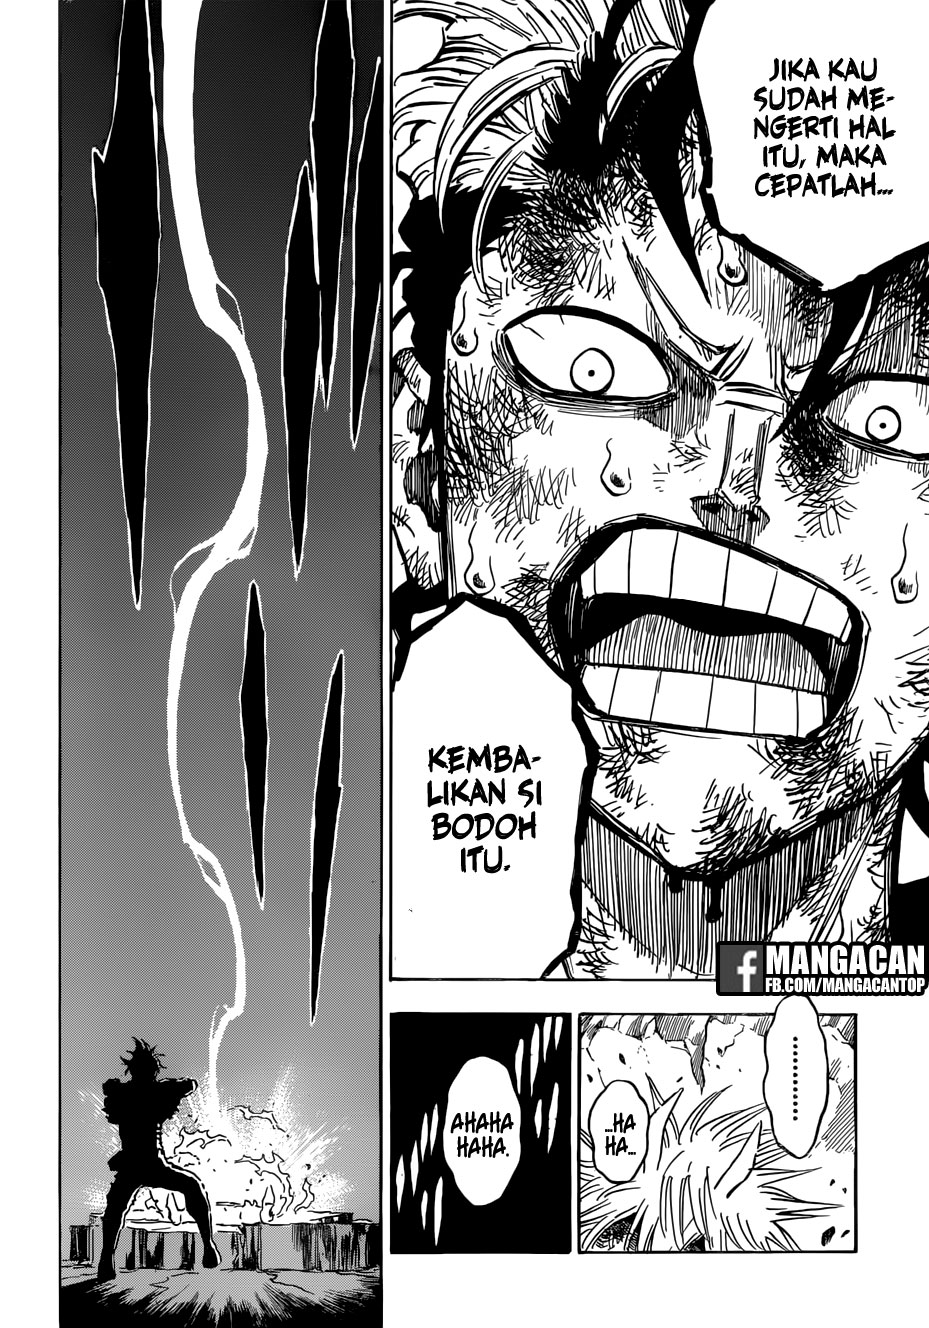 JIKA KAU
SUDAH ME-
NGERTI HAL
ITU, MAKA
CEPATLAH...
KEMBA-
LIKAN SI
BODOH
ITU.
f MANGACAN
FB.COM/MANGACANTOP
..........
...HA
HA...
AHAHA
HAHA.